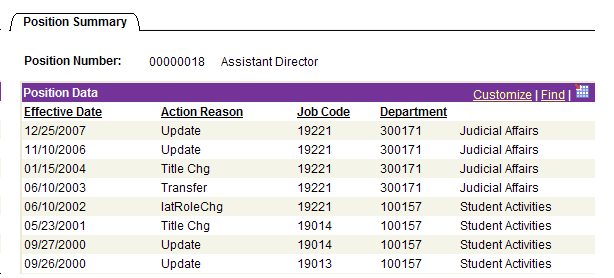 Position Summary
Position Number: 00000018 Assistant Director
Position Data Customize | Find |
Effective Date Action Reason Job Code Department
12/25/2007 Update 19221 300171 Judicial Affairs
11/10/2006 Update 19221 300171 Judicial Affairs
01/15/2004 Title Chg 19221 300171 Judicial Affairs
06/10/2003 Transfer 19221 300171 Judicial Affairs
06/10/2002 latRoleChg 19221 100157 Student Activities
05/23/2001 Title Chg 19014 100157 Student Activities
09/27/2000 Update 19014 100157 Student Activities
09/26/2000 Update 19013 100157 Student Activities